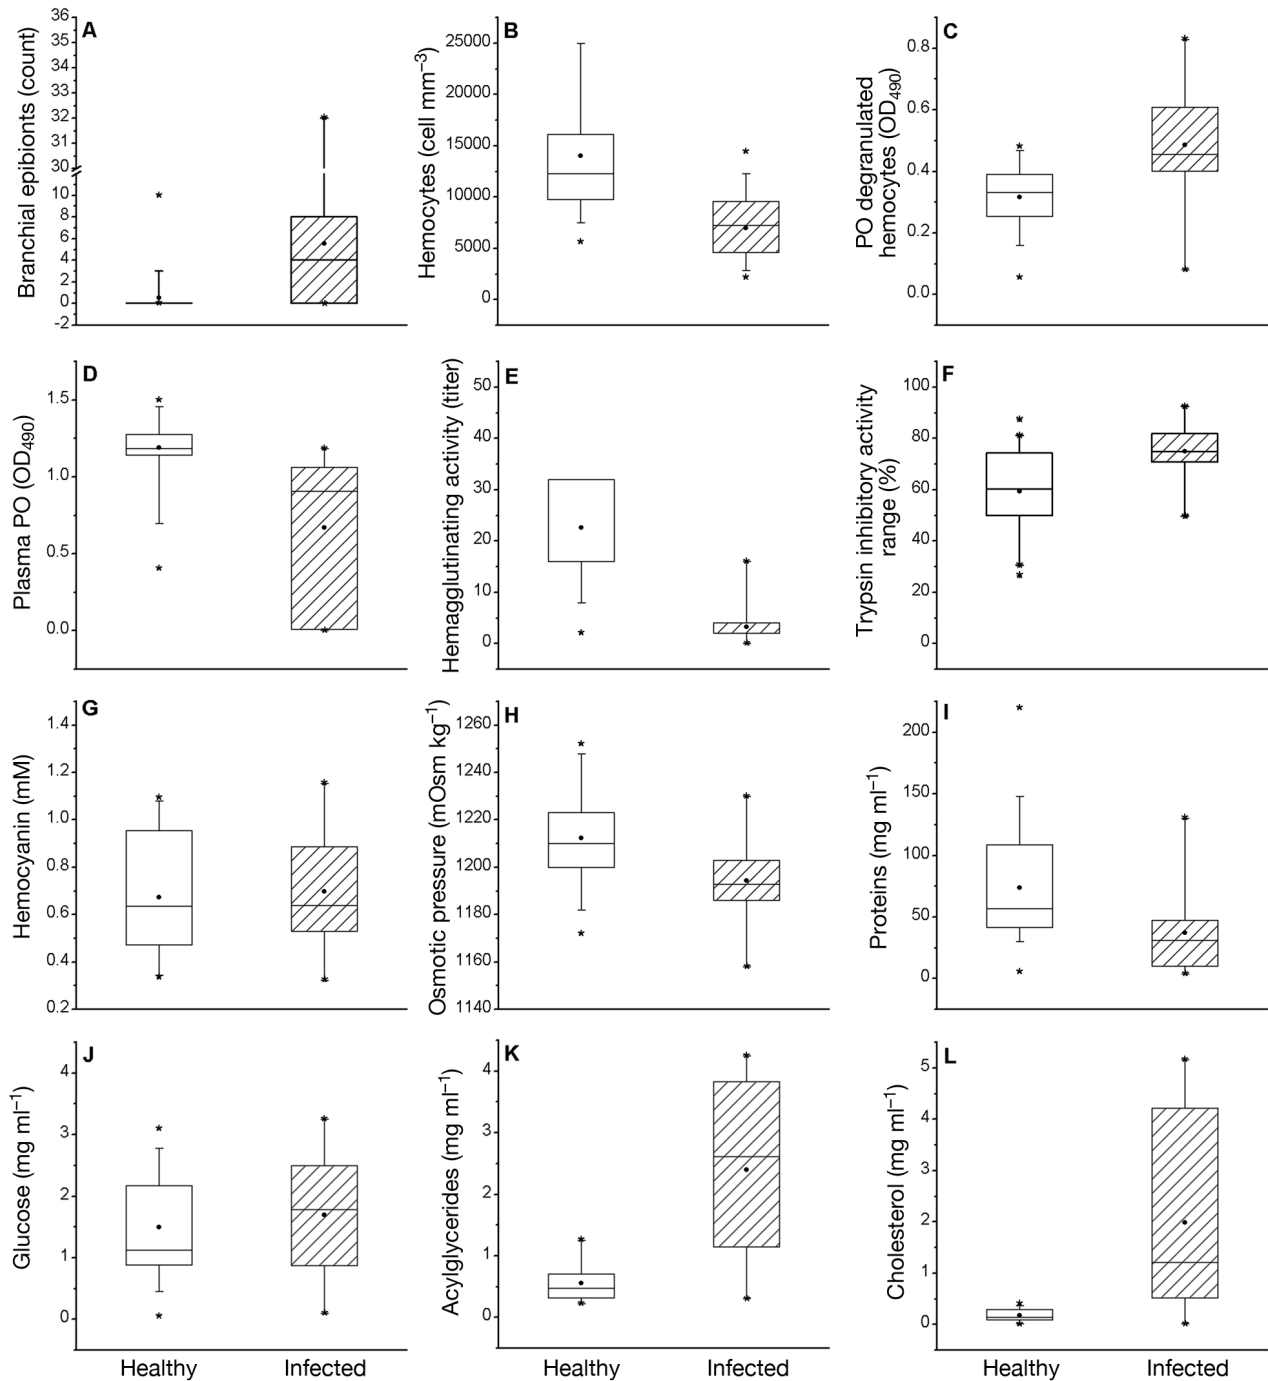 A
Branchial epibionts (count)
36
35
34
33
32
31
30
10
8
6
4
2
0
-2
B
Hemocytes (cell mm⁻³)
25000
20000
15000
10000
5000
0
C
PO degranulated
hemocytes (OD₄₉₀)
0.8
0.6
0.4
0.2
0.0
D
Plasma PO (OD₄₉₀)
1.5
1.0
0.5
0.0
E
Hemagglutinating activity (titer)
50
40
30
20
10
0
F
Trypsin inhibitory activity
range (%)
100
80
60
40
20
0
G
Hemocyanin (mM)
1.4
1.2
1.0
0.8
0.6
0.4
0.2
H
Osmotic pressure (mOsm kg⁻¹)
1260
1240
1220
1200
1180
1160
1140
I
Proteins (mg ml⁻¹)
200
150
100
50
0
J
Glucose (mg ml⁻¹)
4
3
2
1
0
Healthy Infected
K
Acylglycerides (mg ml⁻¹)
4
3
2
1
0
Healthy Infected
L
Cholesterol (mg ml⁻¹)
5
4
3
2
1
0
Healthy Infected